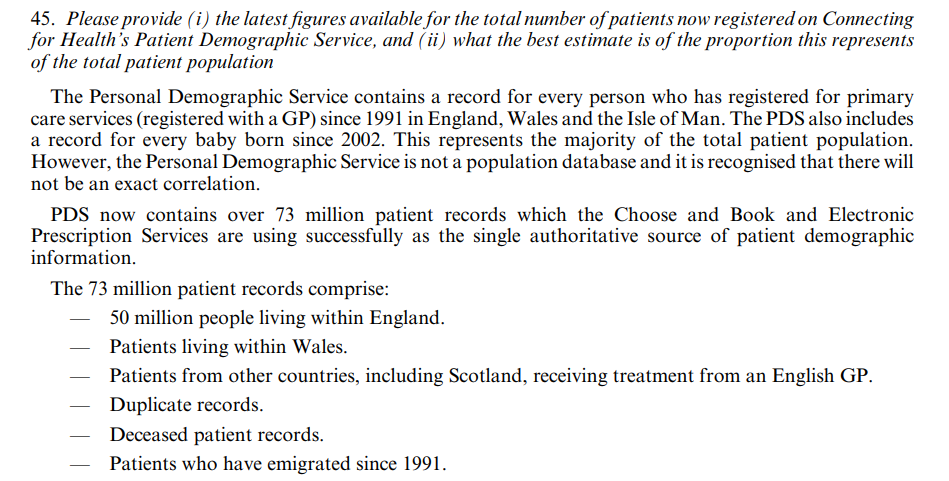 45. Please provide (i) the latest figures available for the total number of patients now registered on Connecting
for Health's Patient Demographic Service, and (ii) what the best estimate is of the proportion this represents
of the total patient population
The Personal Demographic Service contains a record for every person who has registered for primary
care services (registered with a GP) since 1991 in England, Wales and the Isle of Man. The PDS also includes
a record for every baby born since 2002. This represents the majority of the total patient population.
However, the Personal Demographic Service is not a population database and it is recognised that there will
not be an exact correlation.
PDS now contains over 73 million patient records which the Choose and Book and Electronic
Prescription Services are using successfully as the single authoritative source of patient demographic
information.
The 73 million patient records comprise:
— 50 million people living within England.
— Patients living within Wales.
— Patients from other countries, including Scotland, receiving treatment from an English GP.
— Duplicate records.
— Deceased patient records.
— Patients who have emigrated since 1991.